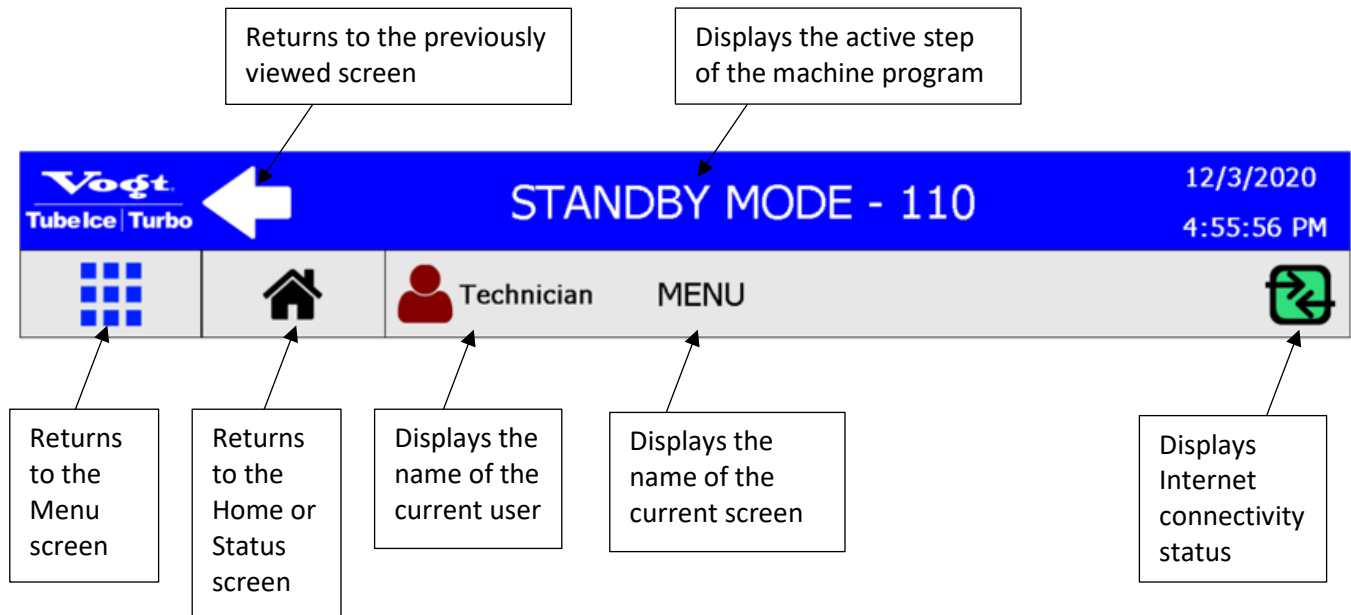 Returns to the previously
viewed screen
Displays the active step
of the machine program
Vogt
TubeIce | Turbo
STANDBY MODE - 110
12/3/2020
4:55:56 PM
Technician
MENU
Returns
to the
Menu
screen
Returns
to the
Home or
Status
screen
Displays the
name of the
current user
Displays the
name of the
current screen
Displays
Internet
connectivity
status